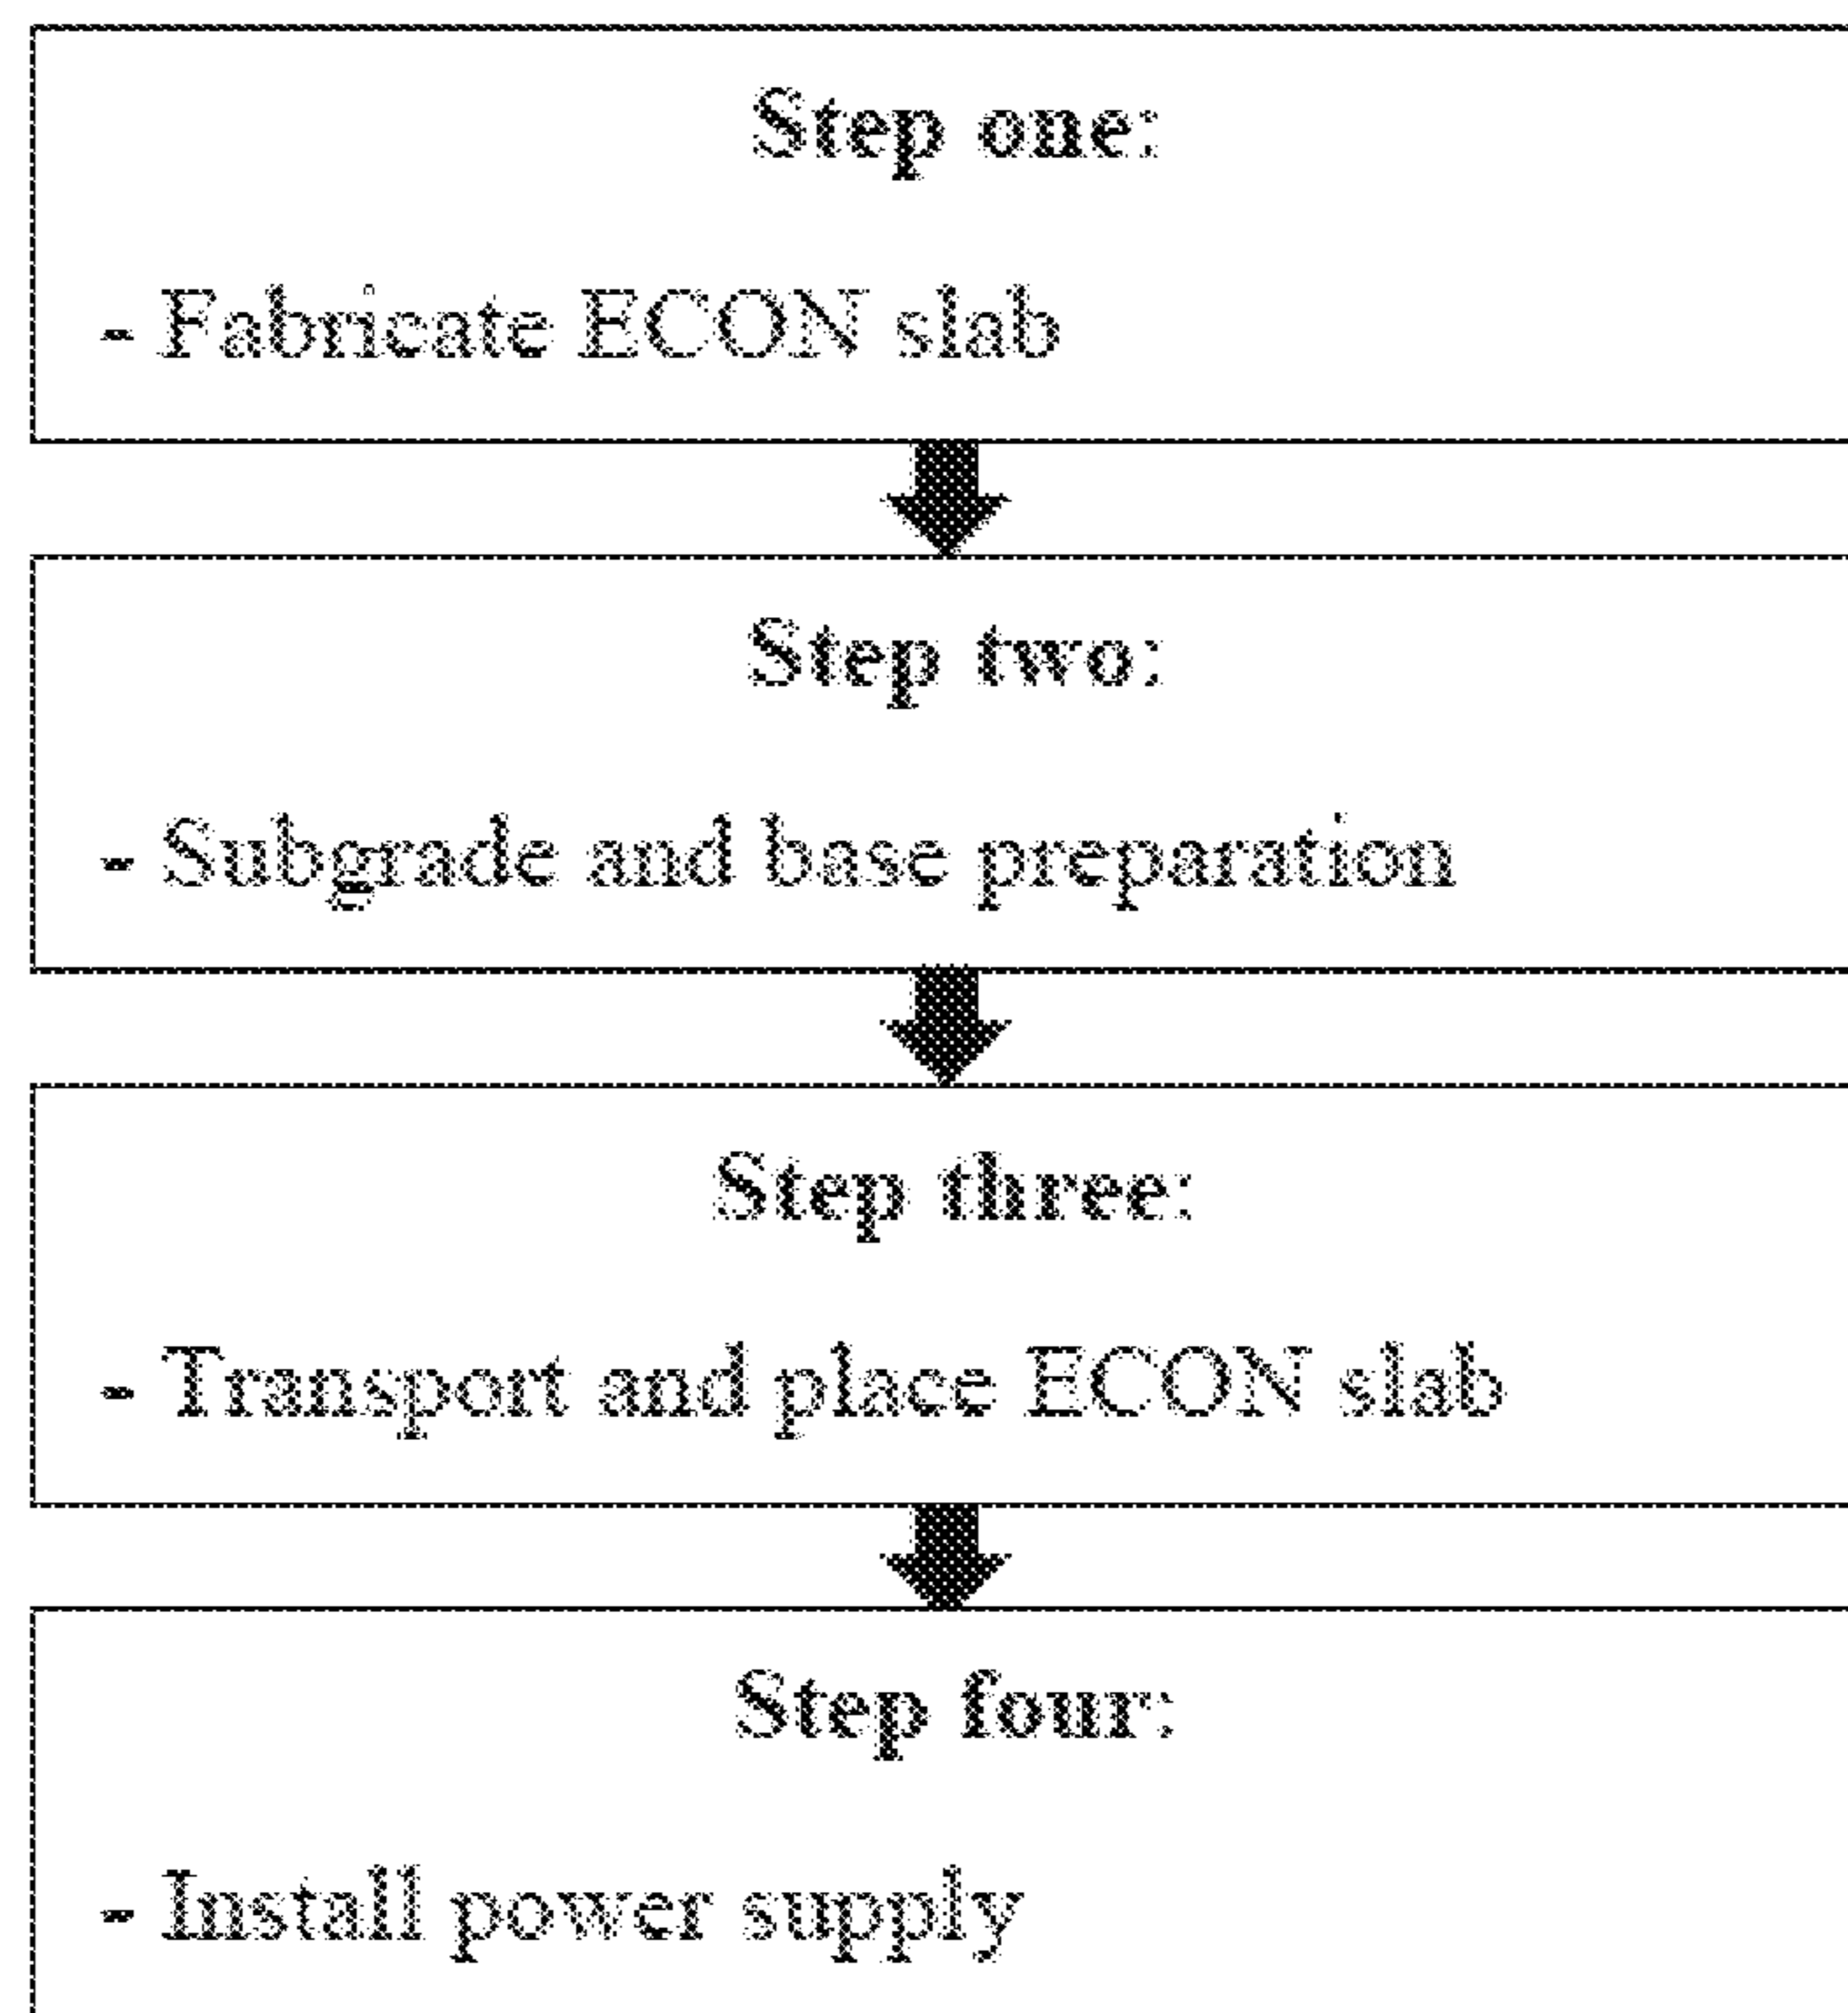 Step one:
- Fabricate ECON slab
Step two:
- Subgrade and base preparation
Step three:
- Transport and place ECON slab
Step four:
- Install power supply